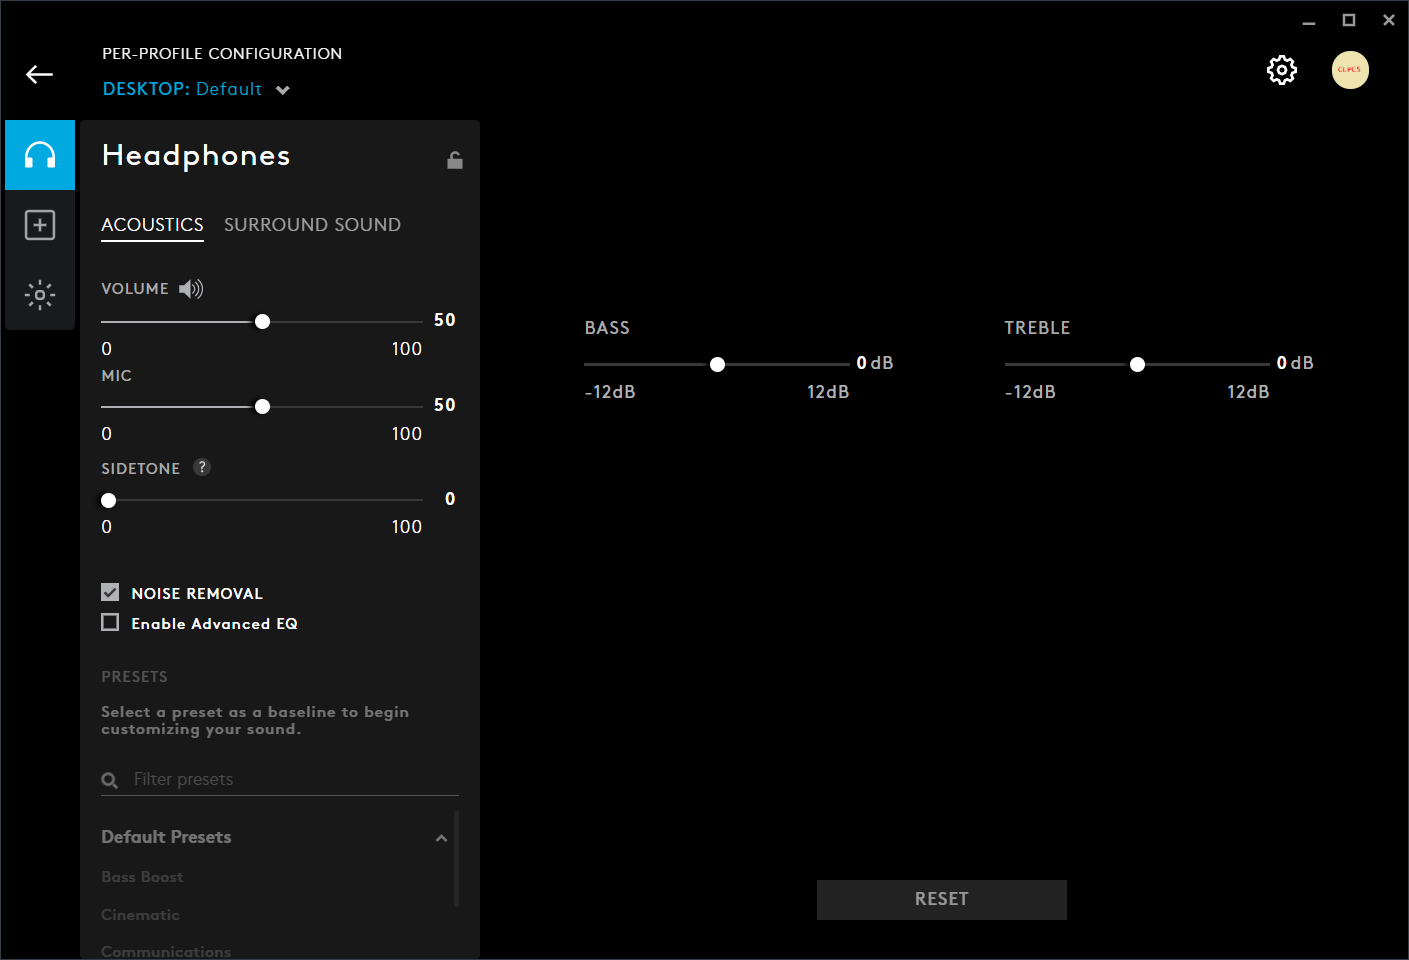 PER-PROFILE CONFIGURATION
DESKTOP: Default
CLPCS
Headphones
ACOUSTICS SURROUND SOUND
VOLUME
50
0 100
MIC
50
0 100
SIDETONE ?
0
0 100
NOISE REMOVAL
Enable Advanced EQ
PRESETS
Select a preset as a baseline to begin
customizing your sound.
Filter presets
Default Presets
Bass Boost
Cinematic
Communications
BASS
0 dB
-12dB 12dB
TREBLE
0 dB
-12dB 12dB
RESET